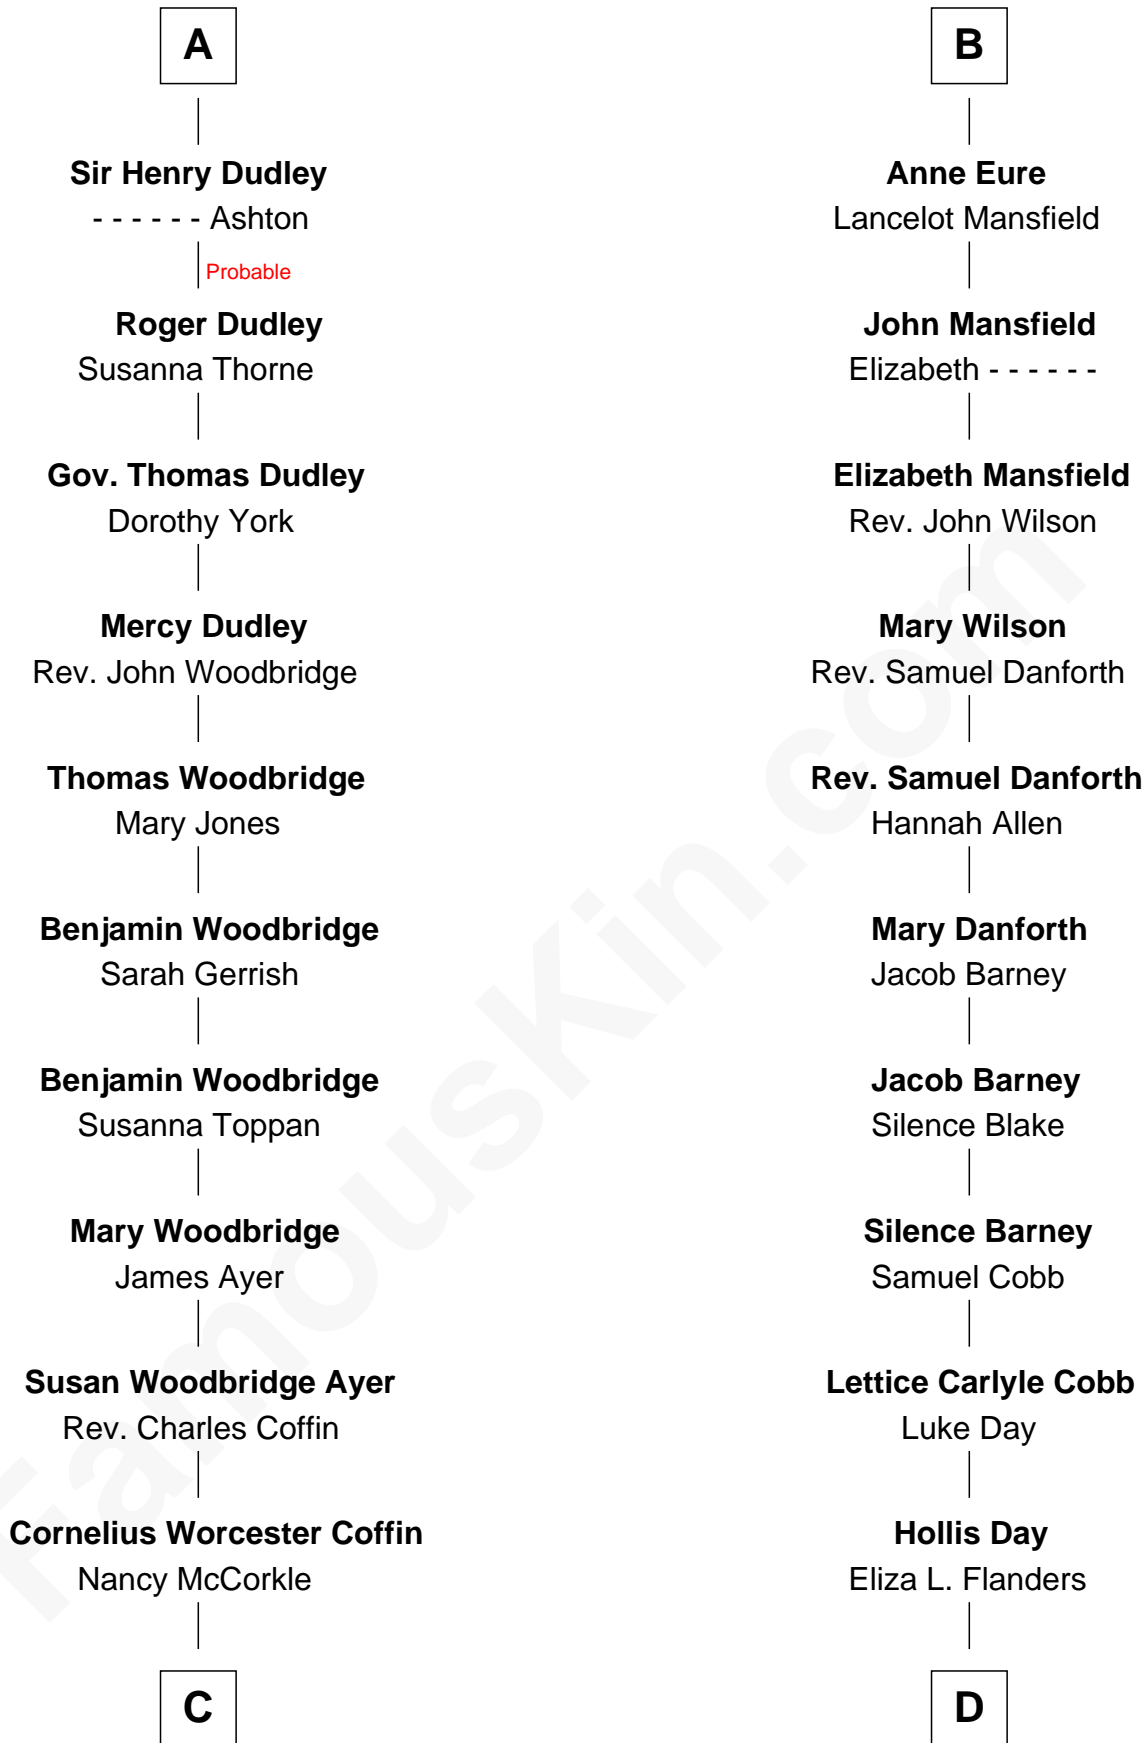 A
Sir Henry Dudley
- - - - - - Ashton
Probable
Roger Dudley
Susanna Thorne
Gov. Thomas Dudley
Dorothy York
Mercy Dudley
Rev. John Woodbridge
Thomas Woodbridge
Mary Jones
Benjamin Woodbridge
Sarah Gerrish
Benjamin Woodbridge
Susanna Toppan
Mary Woodbridge
James Ayer
Susan Woodbridge Ayer
Rev. Charles Coffin
Cornelius Worcester Coffin
Nancy McCorkle
C
B
Anne Eure
Lancelot Mansfield
John Mansfield
Elizabeth - - - - - -
Elizabeth Mansfield
Rev. John Wilson
Mary Wilson
Rev. Samuel Danforth
Rev. Samuel Danforth
Hannah Allen
Mary Danforth
Jacob Barney
Jacob Barney
Silence Blake
Silence Barney
Samuel Cobb
Lettice Carlyle Cobb
Luke Day
Hollis Day
Eliza L. Flanders
D
FamousKin.com